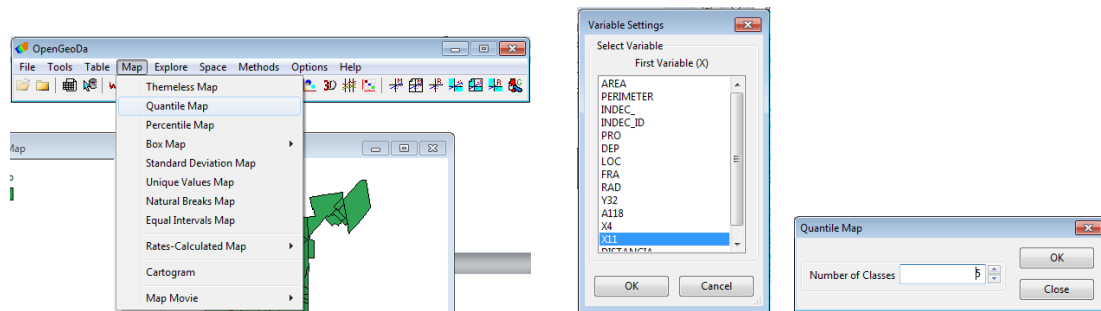 OpenGeoDa
File Tools Table Map Explore Space Methods Options Help
3D
Themeless Map
Quantile Map
Percentile Map
Box Map
Standard Deviation Map
Unique Values Map
Natural Breaks Map
Equal Intervals Map
Rates-Calculated Map
Cartogram
Map Movie
Map
Variable Settings
Select Variable
First Variable (X)
AREA
PERIMETER
INDEC_
INDEC_ID
PRO
DEP
LOC
FRA
RAD
Y32
A118
X4
X11
DISTANCIA
OK Cancel
Quantile Map
Number of Classes 5
OK
Close